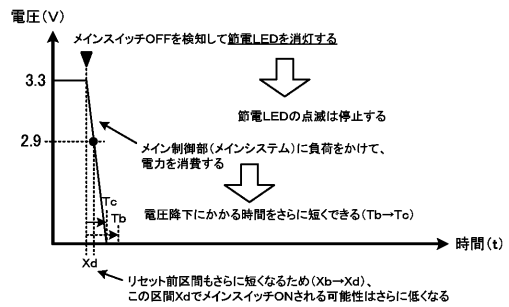 電圧(V)
メインスイッチOFFを検知して節電LEDを消灯する
3.3
節電LEDの点滅は停止する
2.9
メイン制御部(メインシステム)に負荷をかけて、
電力を消費する
Tc
Tb
電圧降下にかかる時間をさらに短くできる(Tb→Tc)
時間(t)
Xd
リセット前区間もさらに短くなるため(Xb→Xd)、
この区間XdでメインスイッチONされる可能性はさらに低くなる